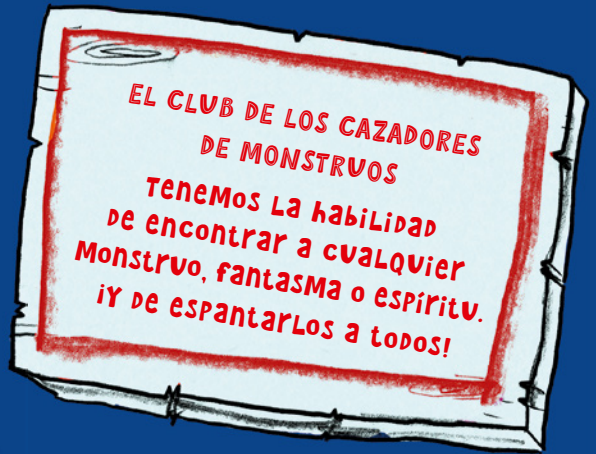 EL CLUB DE LOS CAZADORES
DE MONSTRUOS
Tenemos la habilidad
de encontrar a cualquier
monstruo, fantasma o espíritu.
¡Y de espantarlos a todos!